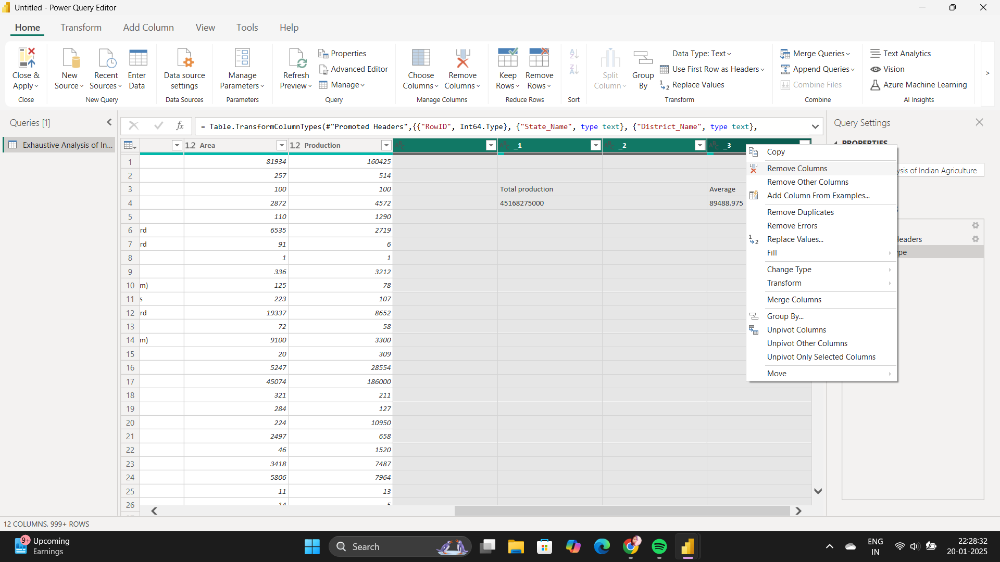 Untitled - Power Query Editor
Home Transform Add Column View Tools Help
Close & Apply
Close
New Source
Recent Sources
Enter Data
New Query
Data source settings
Data Sources
Manage Parameters
Parameters
Refresh Preview
Properties
Advanced Editor
Manage
Query
Choose Columns
Remove Columns
Manage Columns
Keep Rows
Remove Rows
Reduce Rows
Sort
Split Column
Group By
Data Type: Text
Use First Row as Headers
Replace Values
Transform
Merge Queries
Append Queries
Combine Files
Combine
Text Analytics
Vision
Azure Machine Learning
AI Insights
Queries [1]
Exhaustive Analysis of In...
fx
= Table.TransformColumnTypes(#"Promoted Headers",{{"RowID", Int64.Type}, {"State_Name", type text}, {"District_Name", type text},
Query Settings
PROPERTIES
ysis of Indian Agriculture
1.2 Area 1.2 Production _1 _2 _3
1 81934 160425
2 257 514
3 100 100 Total production Average
4 2872 4572 45168275000 89488.975
5 110 1290
6 rd 6535 2719
7 rd 91 6
8 1 1
9 336 3212
10 m) 125 78
11 s 223 107
12 rd 19337 8652
13 72 58
14 m) 9100 3300
15 20 309
16 5247 28554
17 45074 186000
18 321 211
19 284 127
20 224 10950
21 2497 658
22 46 1520
23 3418 7487
24 5806 7964
25 11 13
26 14 5
Copy
Remove Columns
Remove Other Columns
Add Column From Examples...
Remove Duplicates
Remove Errors
Replace Values...
Fill
Change Type
Transform
Merge Columns
Group By...
Unpivot Columns
Unpivot Other Columns
Unpivot Only Selected Columns
Move
Headers
ype
12 COLUMNS, 999+ ROWS
9+
Upcoming
Earnings
Search
ENG
IN
22:28:32
20-01-2025